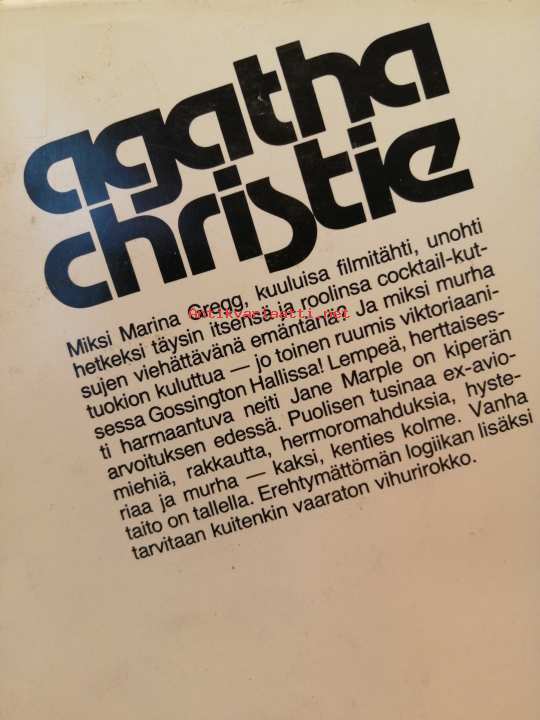 agatha
christie
Miksi Marina Gregg, kuuluisa filmitähti, unohti
hetkeksi täysin itsensä ja roolinsa cocktail-kut-
sujen viehättävänä emäntänä? Ja miksi murha
tuokion kuluttua — jo toinen ruumis viktoriaani-
sessa Gossington Hallissa! Lempeä, herttaises-
ti harmaantuva neiti Jane Marple on kiperän
arvoituksen edessä. Puolisen tusinaa ex-avio-
miehiä, rakkautta, hermoromahduksia, hyste-
riaa ja murha — kaksi, kenties kolme. Vanha
taito on tallella. Erehtymättömän logiikan lisäksi
tarvitaan kuitenkin vaaraton vihurirokko.
Antikvariaatti.net